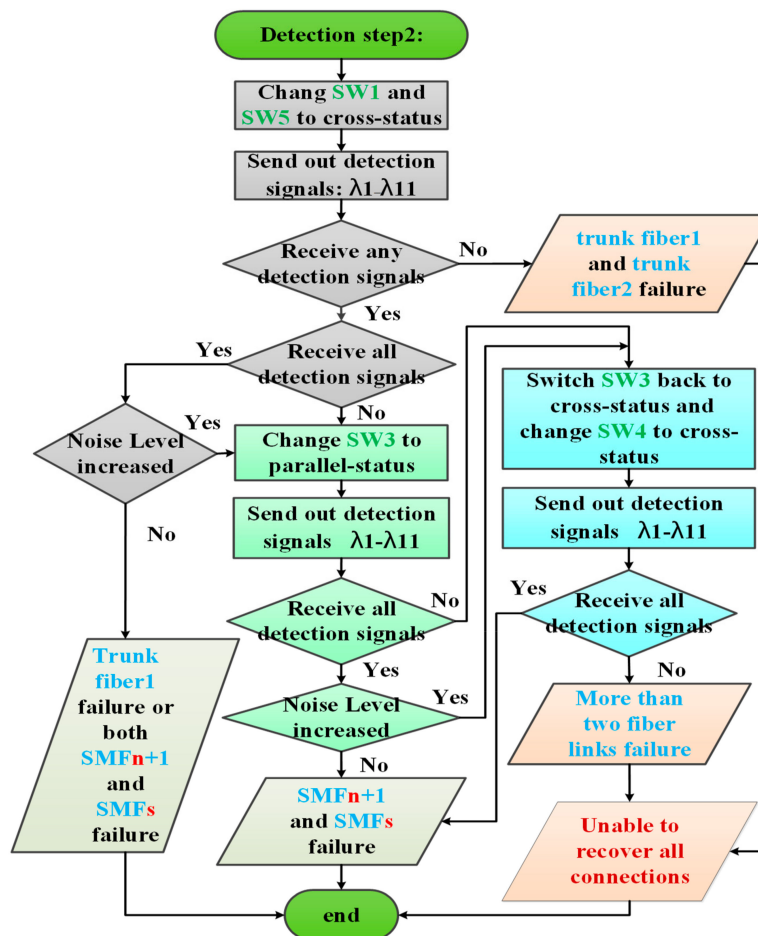 Detection step2:
Chang SW1 and
SW5 to cross-status
Send out detection
signals: λ1-λ11
Receive any
detection signals
No
trunk fiber1
and trunk
fiber2 failure
Yes
Receive all
detection signals
Yes
No
Noise Level
increased
Yes
No
Change SW3 to
parallel-status
Send out detection
signals λ1-λ11
Receive all
detection signals
No
Yes
Noise Level
increased
Yes
No
Switch SW3 back to
cross-status and
change SW4 to cross-
status
Send out detection
signals λ1-λ11
Receive all
detection signals
Yes
No
More than
two fiber
links failure
Trunk
fiber1
failure or
both
SMFn+1
and
SMFs
failure
SMFn+1
and SMFs
failure
Unable to
recover all
connections
end